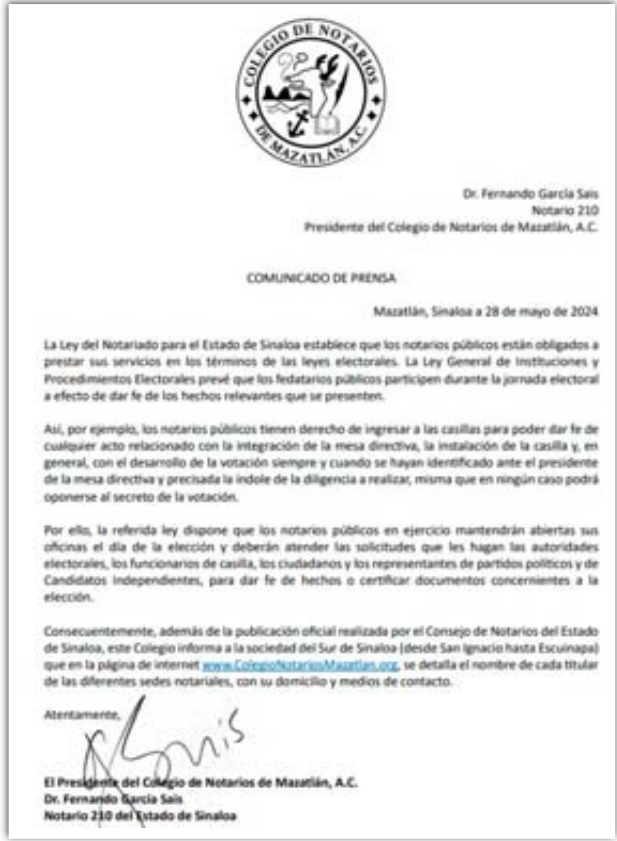 COLEGIO DE NOTARIOS
DE MAZATLÁN, A.C.
Dr. Fernando García Sais
Notario 210
Presidente del Colegio de Notarios de Mazatlán, A.C.
COMUNICADO DE PRENSA
Mazatlán, Sinaloa a 28 de mayo de 2024
La Ley del Notariado para el Estado de Sinaloa establece que los notarios públicos están obligados a
prestar sus servicios en los términos de las leyes electorales. La Ley General de Instituciones y
Procedimientos Electorales prevé que los fedatarios públicos participen durante la jornada electoral
a efecto de dar fe de los hechos relevantes que se presenten.
Así, por ejemplo, los notarios públicos tienen derecho de ingresar a las casillas para poder dar fe de
cualquier acto relacionado con la integración de la mesa directiva, la instalación de la casilla y, en
general, con el desarrollo de la votación siempre y cuando se hayan identificado ante el presidente
de la mesa directiva y precisada la índole de la diligencia a realizar, misma que en ningún caso podrá
oponerse al secreto de la votación.
Por ello, la referida ley dispone que los notarios públicos en ejercicio mantendrán abiertas sus
oficinas el día de la elección y deberán atender las solicitudes que les hagan las autoridades
electorales, los funcionarios de casilla, los ciudadanos y los representantes de partidos políticos y de
Candidatos Independientes, para dar fe de hechos o certificar documentos concernientes a la
elección.
Consecuentemente, además de la publicación oficial realizada por el Consejo de Notarios del Estado
de Sinaloa, este Colegio informa a la sociedad del Sur de Sinaloa (desde San Ignacio hasta Escuinapa)
que en la página de internet www.ColegioNotariosMazatlan.org, se detalla el nombre de cada titular
de las diferentes sedes notariales, con su domicilio y medios de contacto.
Atentamente,
El Presidente del Colegio de Notarios de Mazatlán, A.C.
Dr. Fernando García Sais
Notario 210 del Estado de Sinaloa